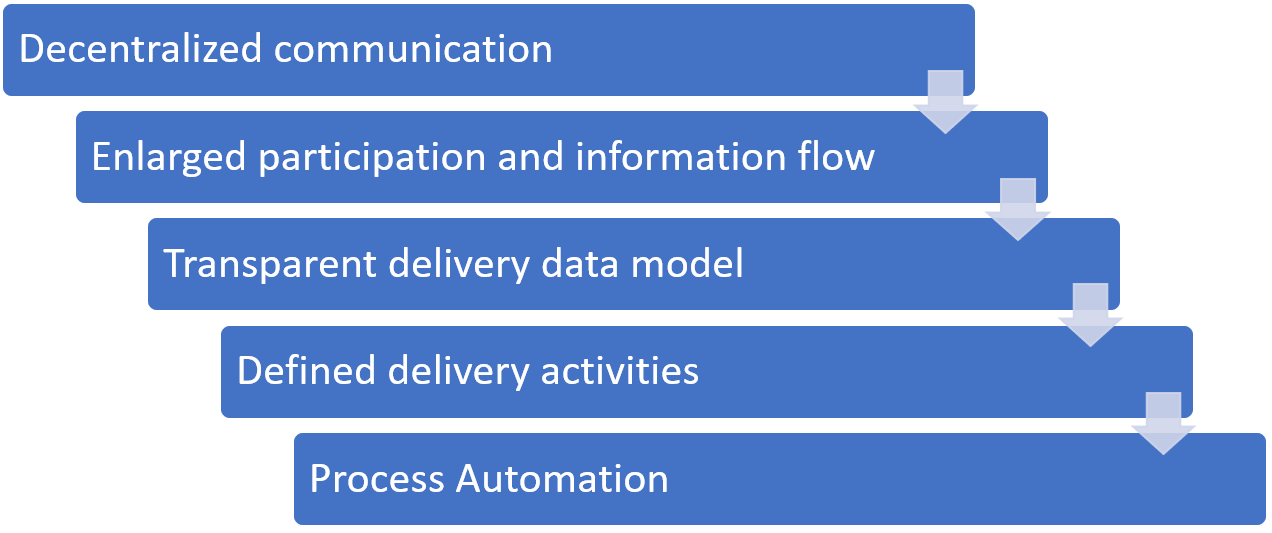 Decentralized communication
Enlarged participation and information flow
Transparent delivery data model
Defined delivery activities
Process Automation